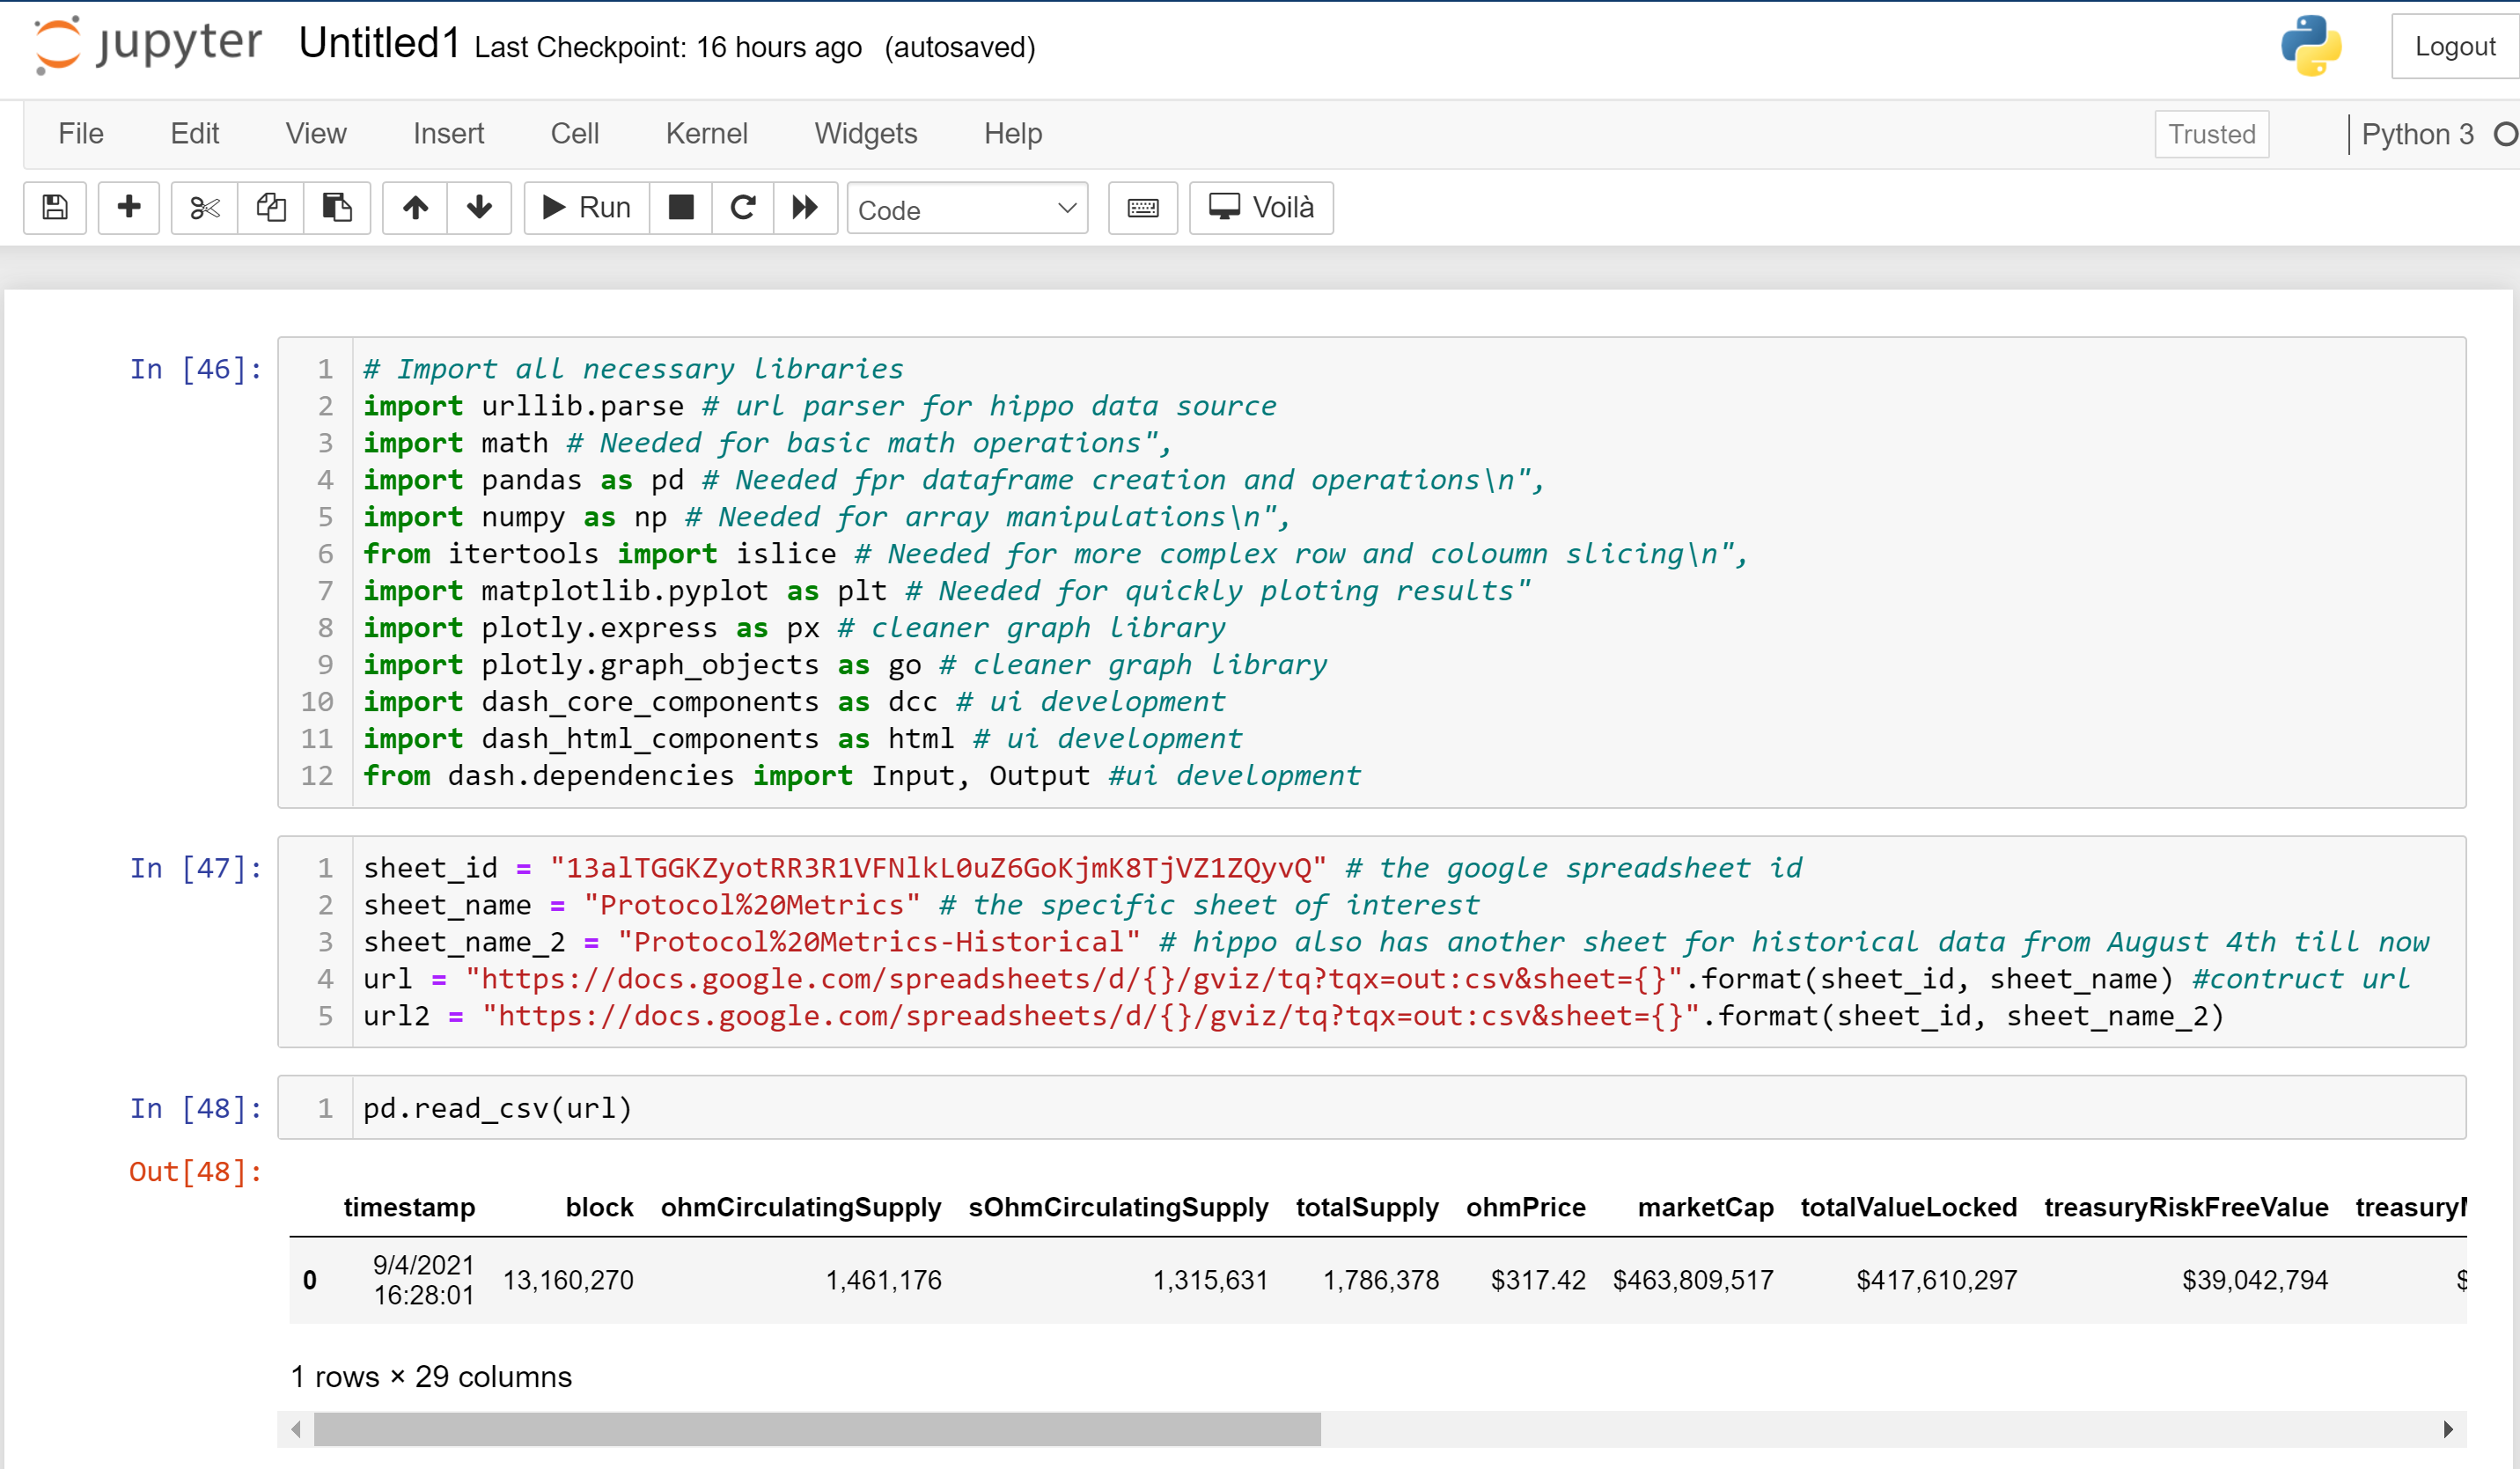 jupyter Untitled1 Last Checkpoint: 16 hours ago (autosaved) Logout
File Edit View Insert Cell Kernel Widgets Help Trusted Python 3
Run Code Voilà
In [46]:
1 # Import all necessary libraries
2 import urllib.parse # url parser for hippo data source
3 import math # Needed for basic math operations",
4 import pandas as pd # Needed fpr dataframe creation and operations\n",
5 import numpy as np # Needed for array manipulations\n",
6 from itertools import islice # Needed for more complex row and coloumn slicing\n",
7 import matplotlib.pyplot as plt # Needed for quickly ploting results"
8 import plotly.express as px # cleaner graph library
9 import plotly.graph_objects as go # cleaner graph library
10 import dash_core_components as dcc # ui development
11 import dash_html_components as html # ui development
12 from dash.dependencies import Input, Output #ui development
In [47]:
1 sheet_id = "13alTGGKZyotRR3R1VFNlkL0uZ6GoKjmK8TjVZ1ZQyvQ" # the google spreadsheet id
2 sheet_name = "Protocol%20Metrics" # the specific sheet of interest
3 sheet_name_2 = "Protocol%20Metrics-Historical" # hippo also has another sheet for historical data from August 4th till now
4 url = "https://docs.google.com/spreadsheets/d/{}/gviz/tq?tqx=out:csv&sheet={}".format(sheet_id, sheet_name) #contruct url
5 url2 = "https://docs.google.com/spreadsheets/d/{}/gviz/tq?tqx=out:csv&sheet={}".format(sheet_id, sheet_name_2)
In [48]:
1 pd.read_csv(url)
Out[48]:
timestamp block ohmCirculatingSupply sOhmCirculatingSupply totalSupply ohmPrice marketCap totalValueLocked treasuryRiskFreeValue
0 9/4/2021 16:28:01 13,160,270 1,461,176 1,315,631 1,786,378 $317.42 $463,809,517 $417,610,297 $39,042,794 $
1 rows × 29 columns